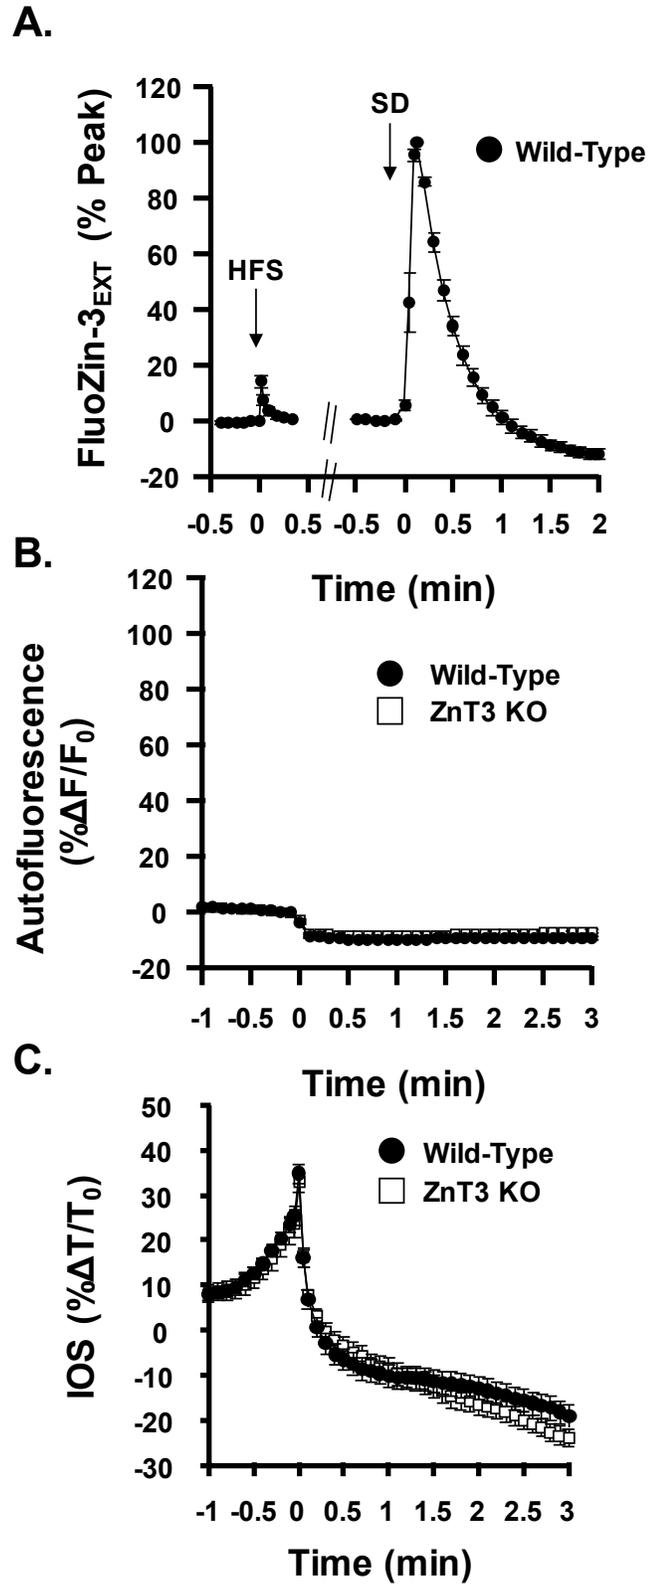 A.
120
100
80
60
40
20
0
-20
FluoZin-3EXT (% Peak)
HFS
SD
Wild-Type
-0.5 0 0.5 -0.5 0 0.5 1 1.5 2
Time (min)
B.
120
100
80
60
40
20
0
-20
Autofluorescence
(%ΔF/F0)
Wild-Type
ZnT3 KO
-1 -0.5 0 0.5 1 1.5 2 2.5 3
Time (min)
C.
50
40
30
20
10
0
-10
-20
-30
IOS (%ΔT/T0)
Wild-Type
ZnT3 KO
-1 -0.5 0 0.5 1 1.5 2 2.5 3
Time (min)